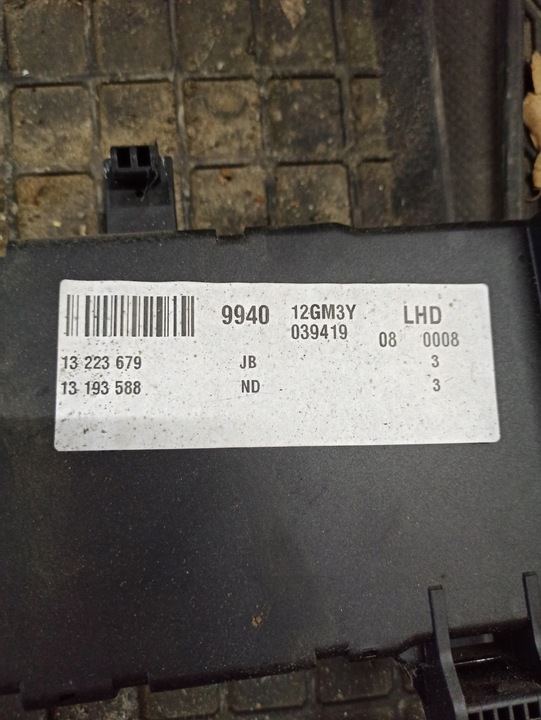 9940 12GM3Y LHD
039419 08 0008
13 223 679 JB 3
13 193 588 ND 3